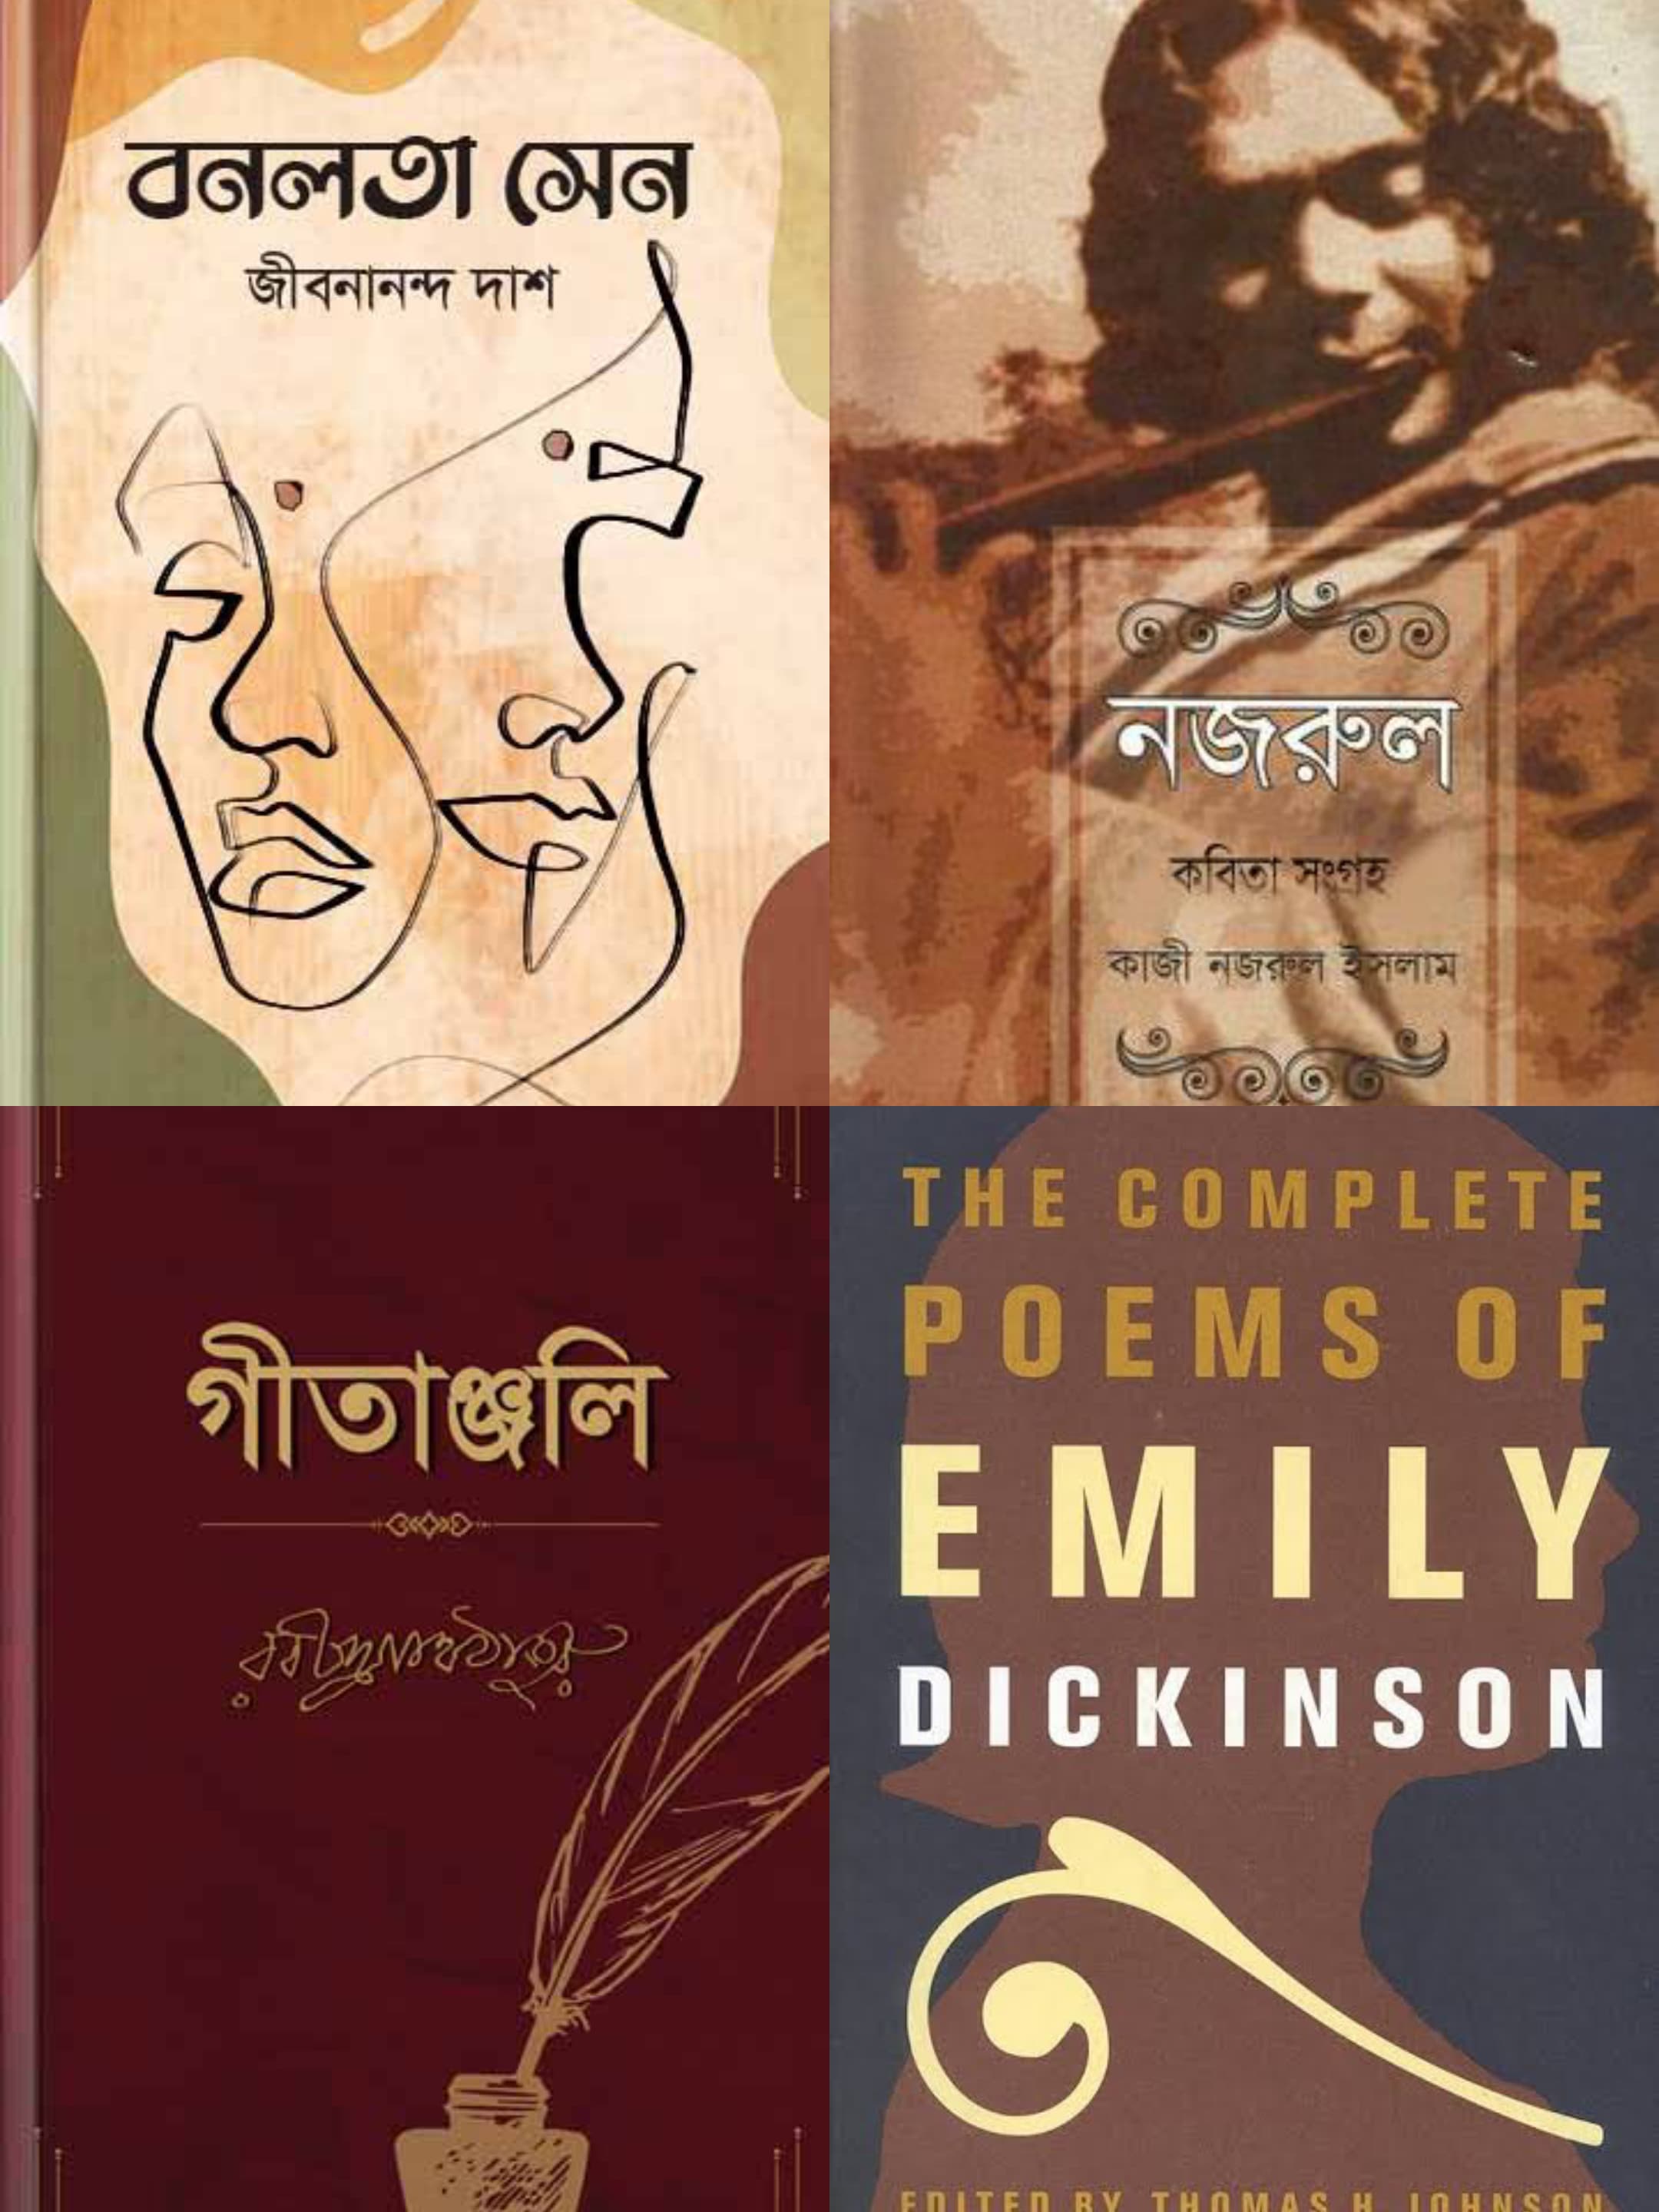 বনলতা সেন
জীবনানন্দ দাশ
নজরুল
কবিতা সংগ্রহ
কাজী নজরুল ইসলাম
গীতাঞ্জলি
রবীন্দ্রনাথ ঠাকুর
THE COMPLETE
POEMS OF
EMILY
DICKINSON
EDITED BY THOMAS H. JOHNSON